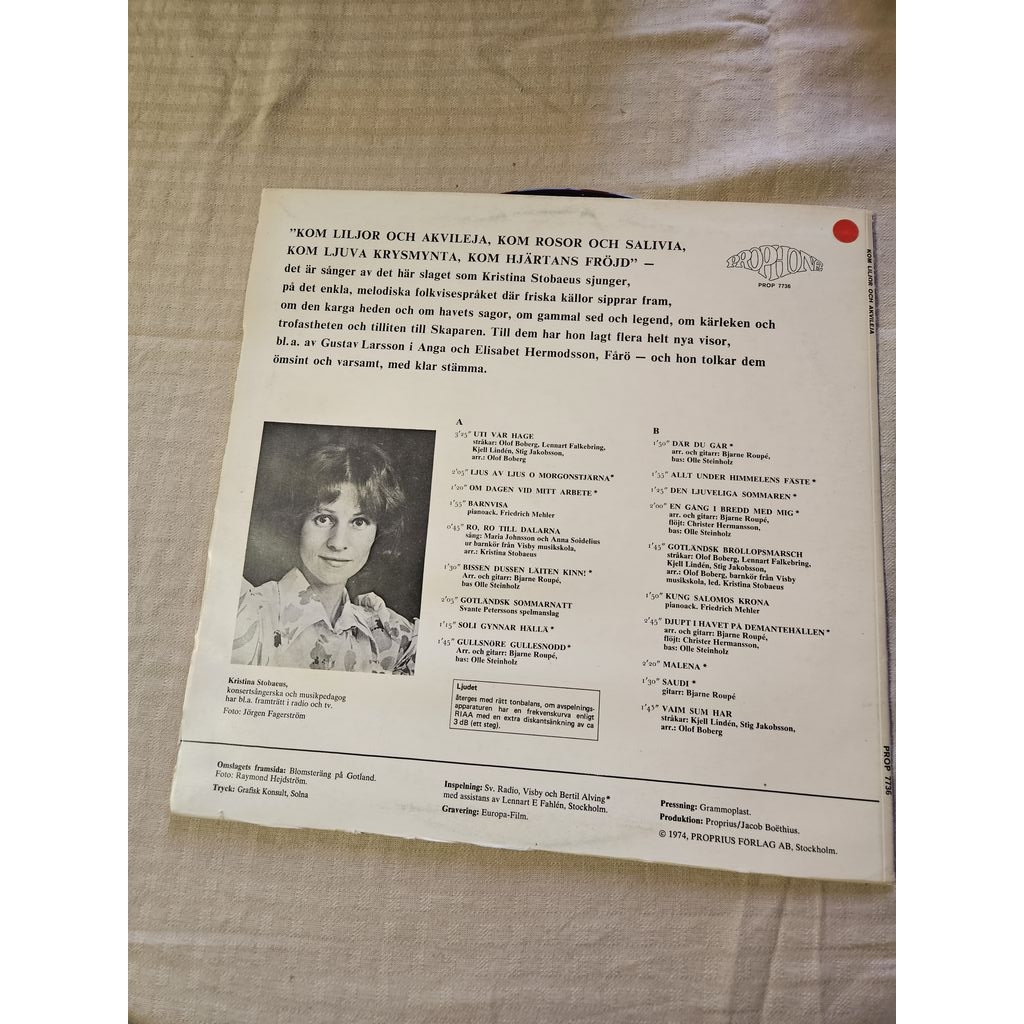 "KOM LILJOR OCH AKVILEJA, KOM ROSOR OCH SALIVIA,
KOM LJUVA KRYSMYNTA, KOM HJÄRTANS FRÖJD" —
det är sånger av det här slaget som Kristina Stobaeus sjunger,
på det enkla, melodiska folkvisespråket där friska källor sipprar fram,
om den karga heden och om havets sagor, om gammal sed och legend, om kärleken och
trofastheten och tilliten till Skaparen. Till dem har hon lagt flera helt nya visor,
bl.a. av Gustav Larsson i Anga och Elisabet Hermodsson, Fårö — och hon tolkar dem
ömsint och varsamt, med klar stämma.
PROPHONE
PROP 7736
KOM LILJOR OCH AKVILEJA
A
3'25" UTI VÅR HAGE
stråkar: Olof Boberg, Lennart Falkebring,
Kjell Lindén, Stig Jakobsson,
arr.: Olof Boberg
2'05" LJUS AV LJUS O MORGONSTJÄRNA*
1'20" OM DAGEN VID MITT ARBETE*
1'55" BARNVISA
pianoack. Friedrich Mehler
0'45" RO, RO TILL DALARNA
sång: Maria Johnsson och Anna Soidelius
ur barnkör från Visby musikskola,
arr.: Kristina Stobaeus
1'30" BISSEN DUSSEN LÄITEN KINN!*
Arr. och gitarr: Bjarne Roupé,
bas Olle Steinholz
2'05" GOTLÄNDSK SOMMARNATT
Svante Peterssons spelmanslag
1'15" SOLI GYNNAR HÄLLÄ*
1'45" GULLSNÖRE GULLESNODD*
Arr. och gitarr: Bjarne Roupé,
bas: Olle Steinholz
B
1'50" DÄR DU GÅR*
arr. och gitarr: Bjarne Roupé,
bas: Olle Steinholz
1'35" ALLT UNDER HIMMELENS FÄSTE*
1'25" DEN LJUVELIGA SOMMAREN*
2'00" EN GÅNG I BREDD MED MIG*
arr. och gitarr: Bjarne Roupé,
flöjt: Christer Hermansson,
bas: Olle Steinholz
1'45" GOTLÄNDSK BRÖLLOPSMARSCH
stråkar: Olof Boberg, Lennart Falkebring,
Kjell Lindén, Stig Jakobsson,
arr.: Olof Boberg, barnkör från Visby
musikskola, led. Kristina Stobaeus
1'50" KUNG SALOMOS KRONA
pianoack. Friedrich Mehler
2'45" DJUPT I HAVET PÅ DEMANTEHÄLLEN*
arr. och gitarr: Bjarne Roupé,
flöjt: Christer Hermansson,
bas: Olle Steinholz
2'20" MALENA*
1'30" SAUDI*
gitarr: Bjarne Roupé
1'45" VAIM SUM HAR
stråkar: Kjell Lindén, Stig Jakobsson,
arr.: Olof Boberg
Kristina Stobaeus,
konsertsångerska och musikpedagog
har bl.a. framträtt i radio och tv.
Foto: Jörgen Fagerström
Ljudet
återges med rätt tonbalans, om avspelnings-
apparaturen har en frekvenskurva enligt
RIAA med en extra diskantsänkning av ca
3 dB (ett steg).
Omslagets framsida: Blomsteräng på Gotland.
Foto: Raymond Hejdström.
Tryck: Grafisk Konsult, Solna
Inspelning: Sv. Radio, Visby och Bertil Alving*
med assistans av Lennart E Fahlén, Stockholm.
Gravering: Europa-Film.
Pressning: Grammoplast.
Produktion: Proprius/Jacob Boëthius.
© 1974, PROPRIUS FÖRLAG AB, Stockholm.
PROP 7736